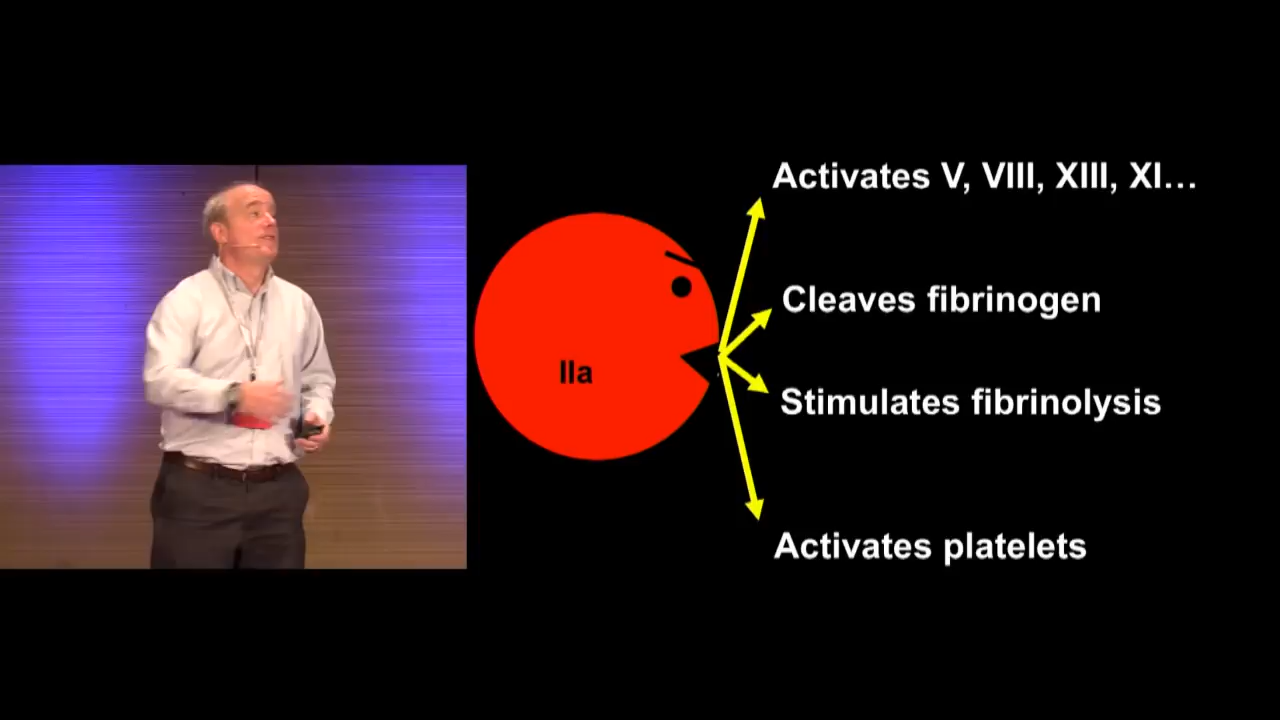 Activates V, VIII, XIII, XI…
Cleaves fibrinogen
IIa
Stimulates fibrinolysis
Activates platelets